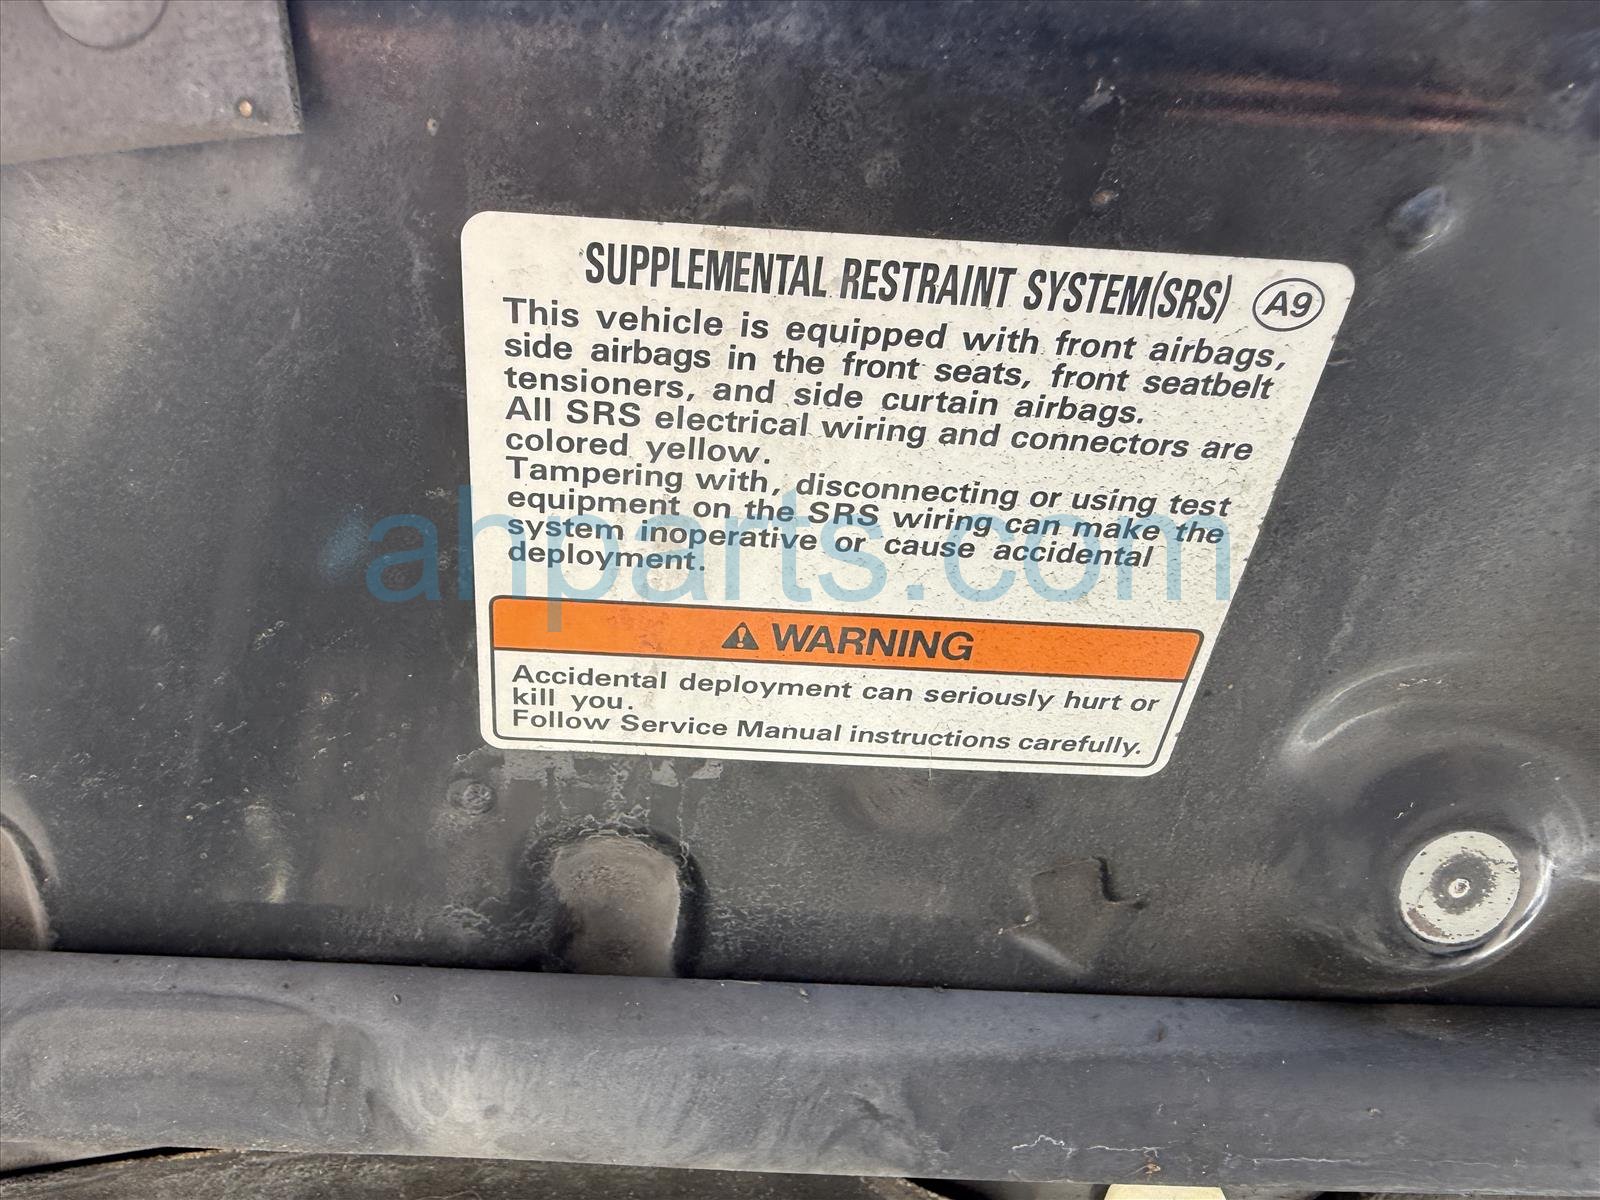 SUPPLEMENTAL RESTRAINT SYSTEM(SRS) A9
This vehicle is equipped with front airbags,
side airbags in the front seats, front seatbelt
tensioners, and side curtain airbags.
All SRS electrical wiring and connectors are
colored yellow.
Tampering with, disconnecting or using test
equipment on the SRS wiring can make the
system inoperative or cause accidental
deployment.
ahparts.com
WARNING
Accidental deployment can seriously hurt or
kill you.
Follow Service Manual instructions carefully.